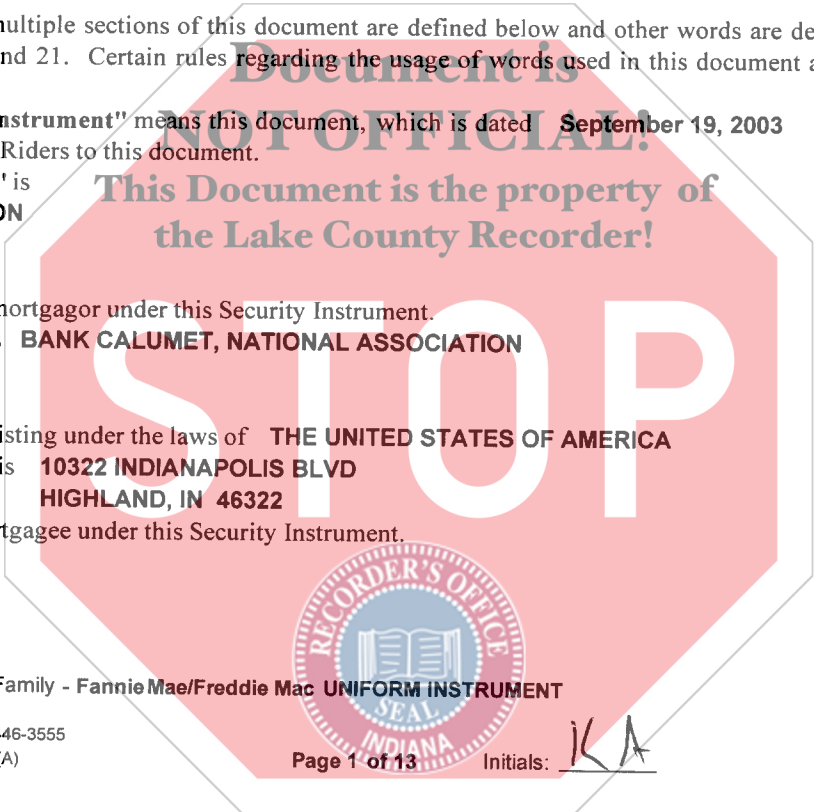 nultiple sections of this document are defined below and other words are de
nd 21. Certain rules regarding the usage of words used in this document a
Document is
nstrument" means this document, which is dated September 19, 2003
NOT OFFICIAL!
Riders to this document.
' is
This Document is the property of
ON
the Lake County Recorder!
nortgagor under this Security Instrument.
. BANK CALUMET, NATIONAL ASSOCIATION
STOP
isting under the laws of THE UNITED STATES OF AMERICA
is 10322 INDIANAPOLIS BLVD
HIGHLAND, IN 46322
tgagee under this Security Instrument.
RECORDER'S OFFICE
Family - Fannie Mae/Freddie Mac UNIFORM INSTRUMENT
SEAL
46-3555
INDIANA
(A) Page 1 of 13 Initials: KA